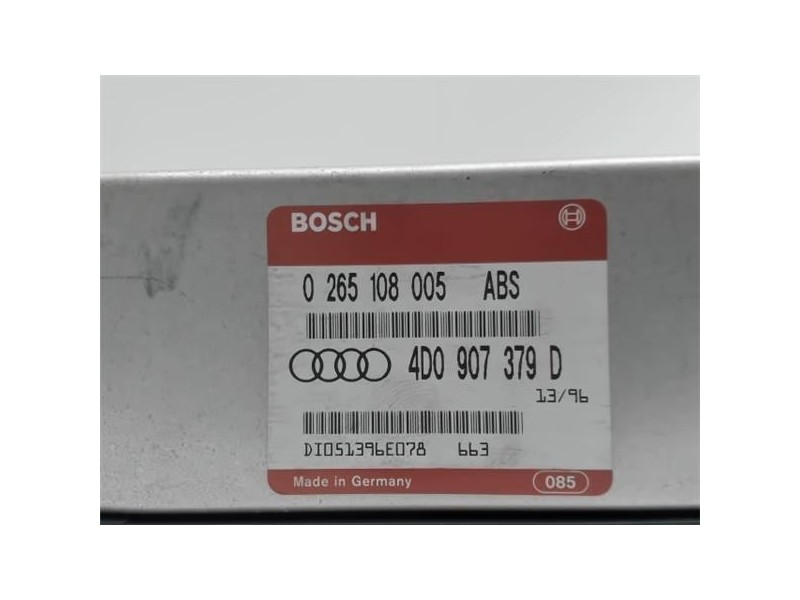 BOSCH
0 265 108 005 ABS
4D0 907 379 D
13/96
DI051396E078 663
Made in Germany 085